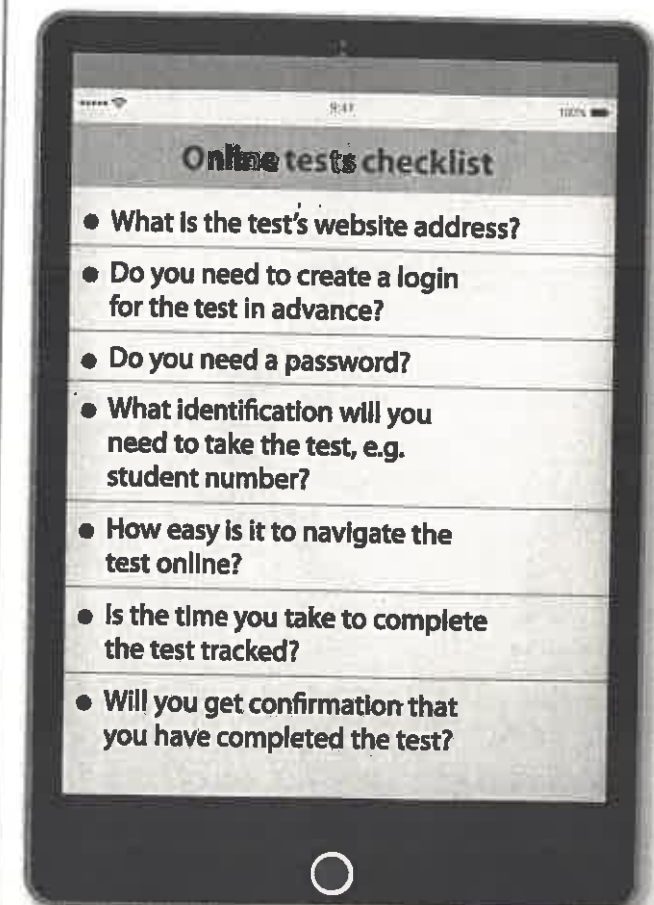 9:41
100%
Online tests checklist
• What is the test's website address?
• Do you need to create a login
for the test in advance?
• Do you need a password?
• What identification will you
need to take the test, e.g.
student number?
• How easy is it to navigate the
test online?
• Is the time you take to complete
the test tracked?
• Will you get confirmation that
you have completed the test?